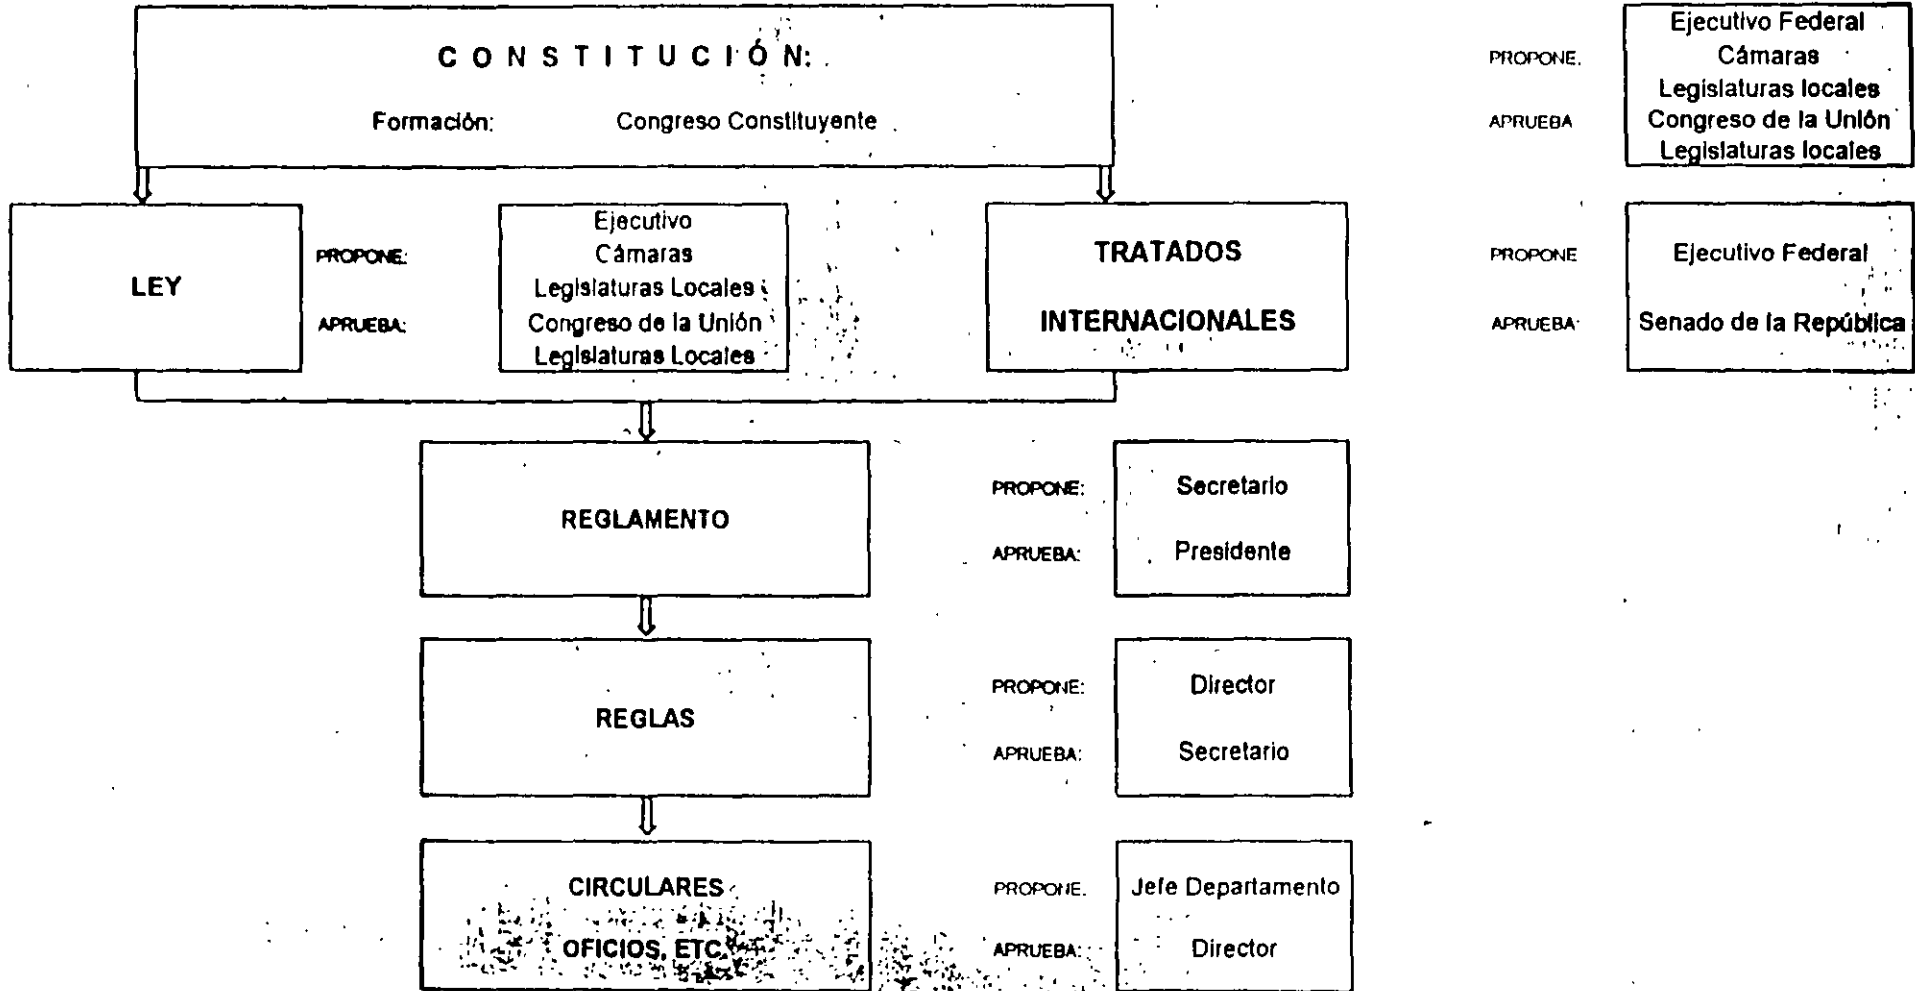 C O N S T I T U C I Ó N:
Formación: Congreso Constituyente
PROPONE.
APRUEBA
Ejecutivo Federal
Cámaras
Legislaturas locales
Congreso de la Unión
Legislaturas locales
LEY
PROPONE:
APRUEBA:
Ejecutivo
Cámaras
Legislaturas Locales
Congreso de la Unión
Legislaturas Locales
TRATADOS
INTERNACIONALES
PROPONE
APRUEBA:
Ejecutivo Federal
Senado de la República
REGLAMENTO
PROPONE: Secretario
APRUEBA: Presidente
REGLAS
PROPONE: Director
APRUEBA: Secretario
CIRCULARES
OFICIOS, ETC.
PROPONE. Jefe Departamento
APRUEBA: Director